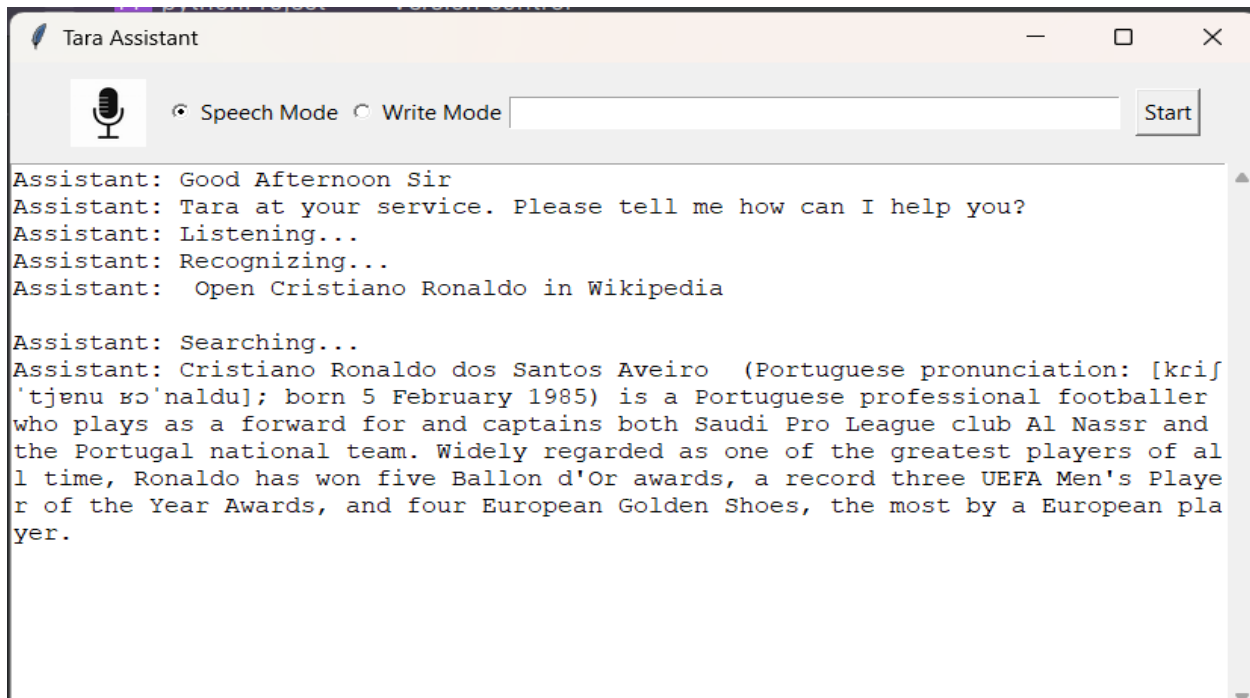 Tara Assistant
Speech Mode Write Mode Start
Assistant: Good Afternoon Sir
Assistant: Tara at your service. Please tell me how can I help you?
Assistant: Listening...
Assistant: Recognizing...
Assistant:  Open Cristiano Ronaldo in Wikipedia
Assistant: Searching...
Assistant: Cristiano Ronaldo dos Santos Aveiro  (Portuguese pronunciation: [kɾiʃ
ˈtjɐnu ʁɔˈnaldu]; born 5 February 1985) is a Portuguese professional footballer
who plays as a forward for and captains both Saudi Pro League club Al Nassr and
the Portugal national team. Widely regarded as one of the greatest players of al
l time, Ronaldo has won five Ballon d'Or awards, a record three UEFA Men's Playe
r of the Year Awards, and four European Golden Shoes, the most by a European pla
yer.